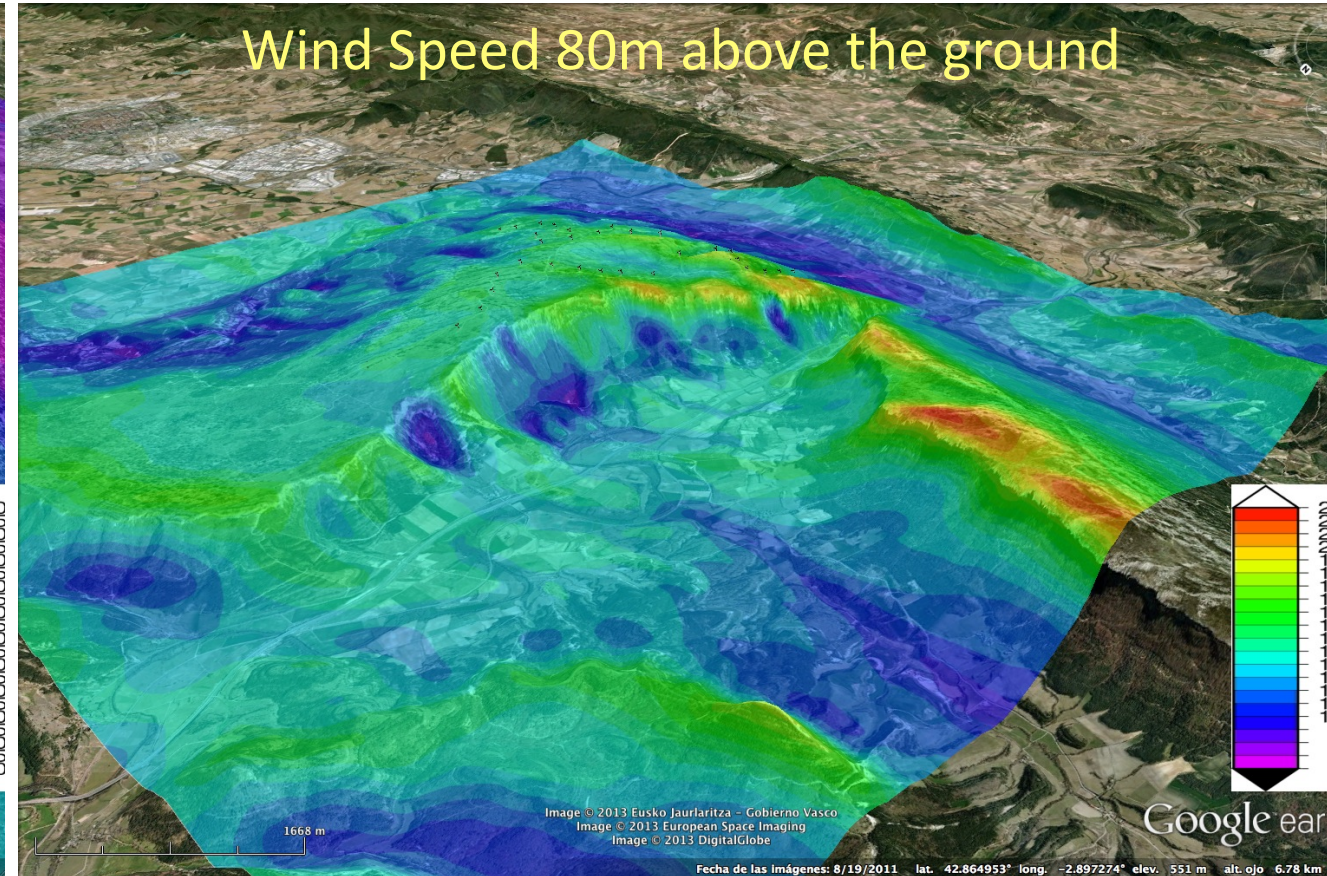 Wind Speed 80m above the ground
1668 m
Image © 2013 Eusko Jaurlaritza – Gobierno Vasco
Image © 2013 European Space Imaging
Image © 2013 DigitalGlobe
Google ear
Fecha de las imágenes: 8/19/2011 lat. 42.864953° long. -2.897274° elev. 551 m alt. ojo 6.78 km